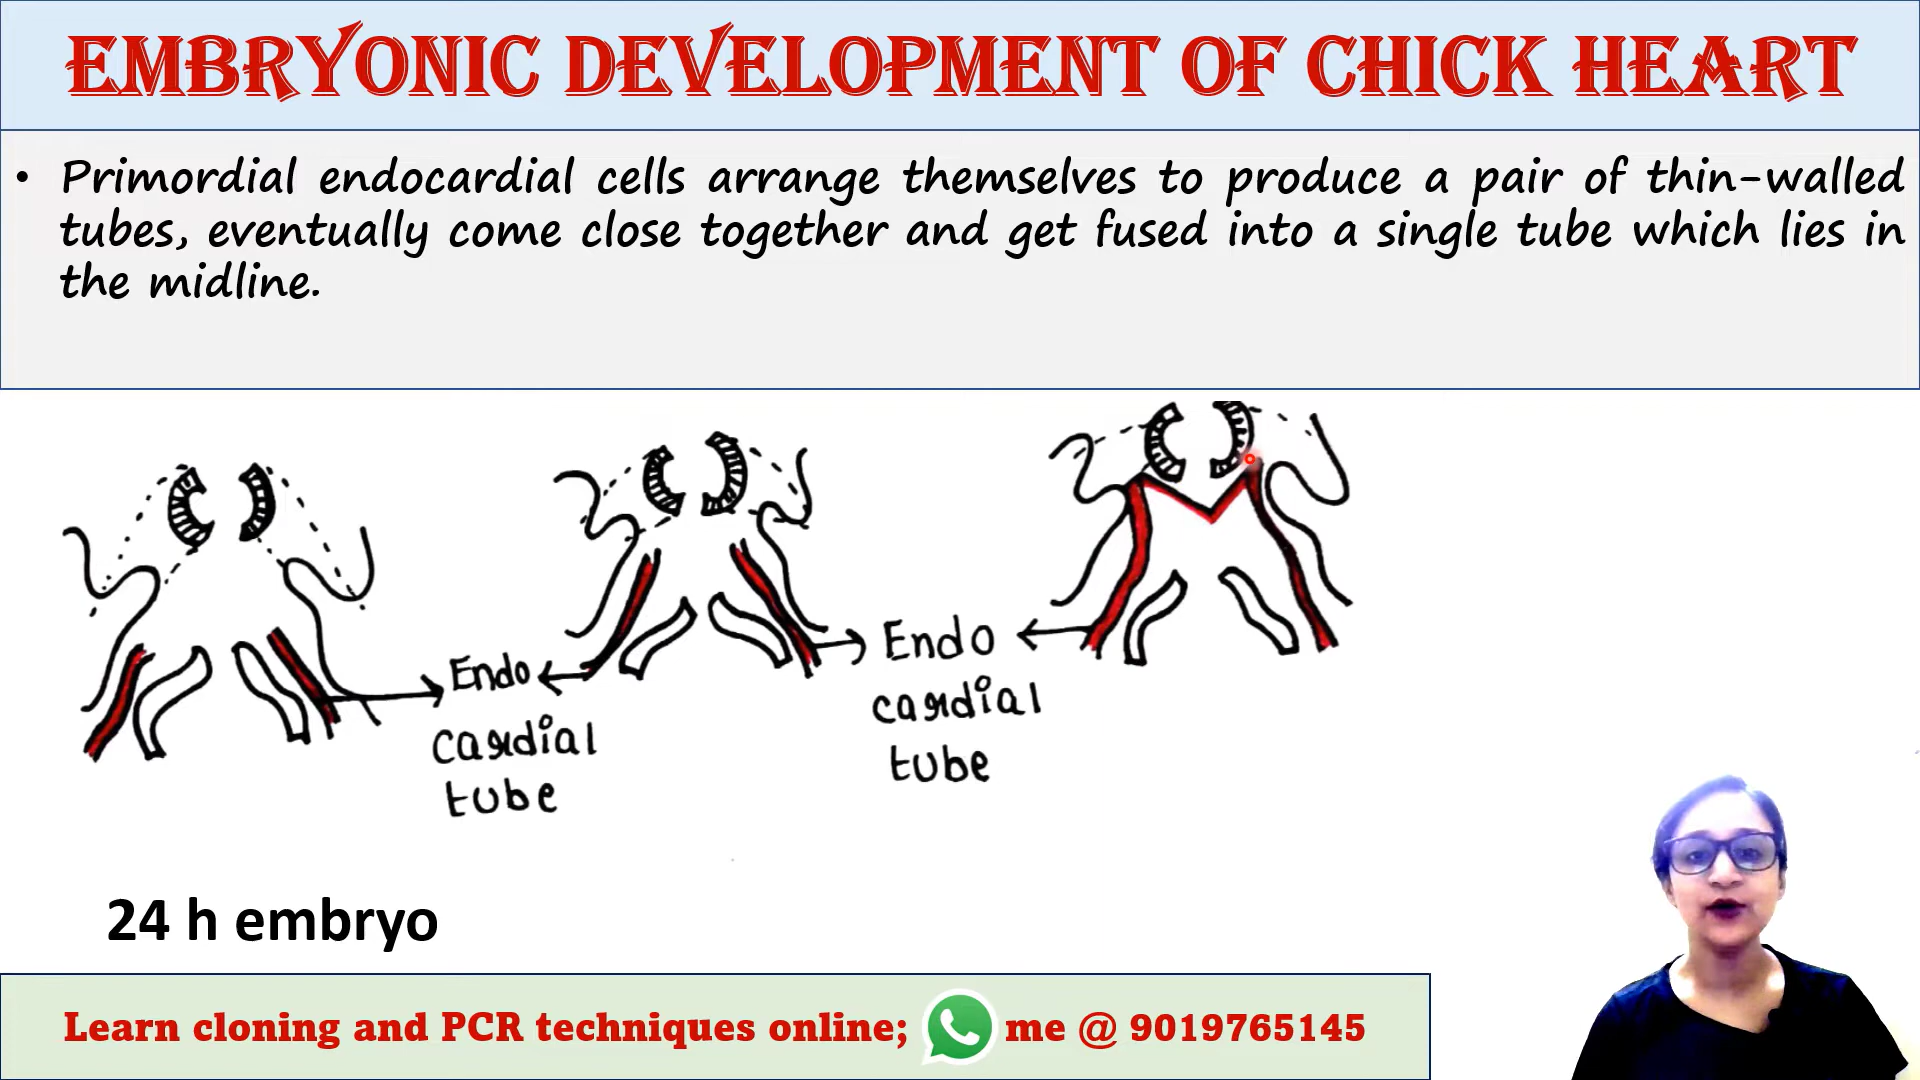 EMBRYONIC DEVELOPMENT OF CHICK HEART
• Primordial endocardial cells arrange themselves to produce a pair of thin-walled
tubes, eventually come close together and get fused into a single tube which lies in
the midline.
Endo
cardial
tube
Endo
cardial
tube
24 h embryo
Learn cloning and PCR techniques online; me @ 9019765145